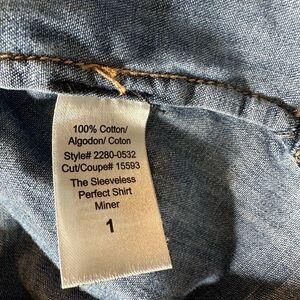 100% Cotton/
Algodon/ Coton
Style# 2280-0532
Cut/Coupe# 15593
The Sleeveless
Perfect Shirt
Miner
1